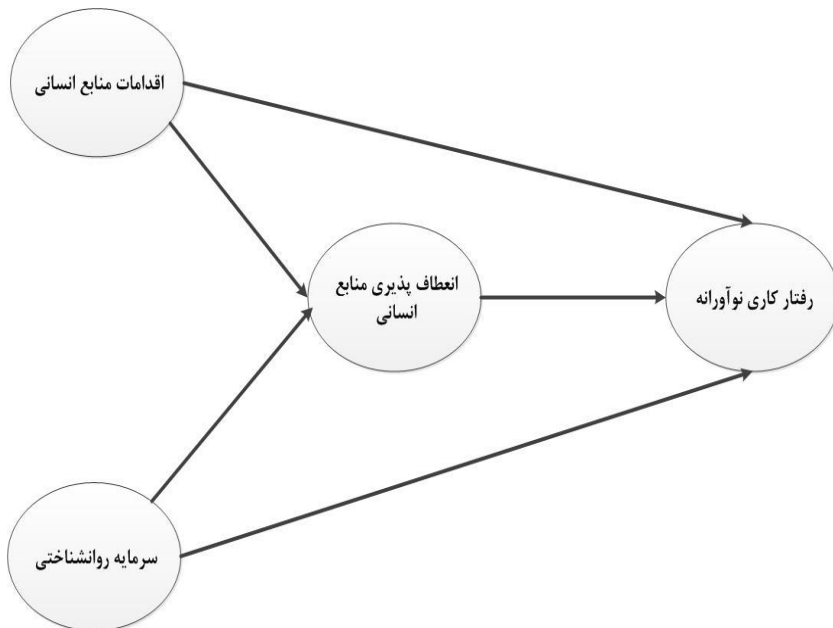 اقدامات منابع انسانی
انعطاف پذیری منابع
انسانی
رفتار کاری نوآورانه
سرمایه روانشناختی